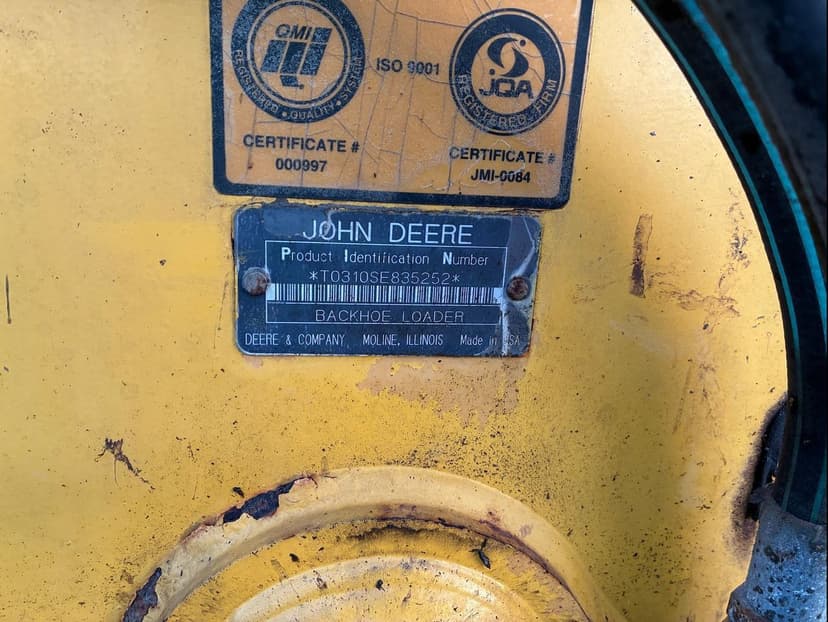 QMI
REGISTERED • QUALITY • SYSTEM
ISO 9001
JQA
REGISTERED FIRM
CERTIFICATE #
000997
CERTIFICATE #
JMI-0084
JOHN DEERE
Product Identification Number
*T0310SE835252*
BACKHOE LOADER
DEERE & COMPANY MOLINE, ILLINOIS Made in USA